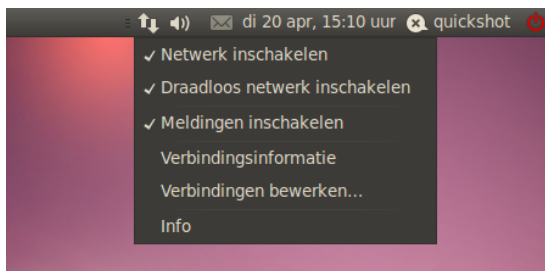 di 20 apr, 15:10 uur quickshot
Netwerk inschakelen
Draadloos netwerk inschakelen
Meldingen inschakelen
Verbindingsinformatie
Verbindingen bewerken...
Info